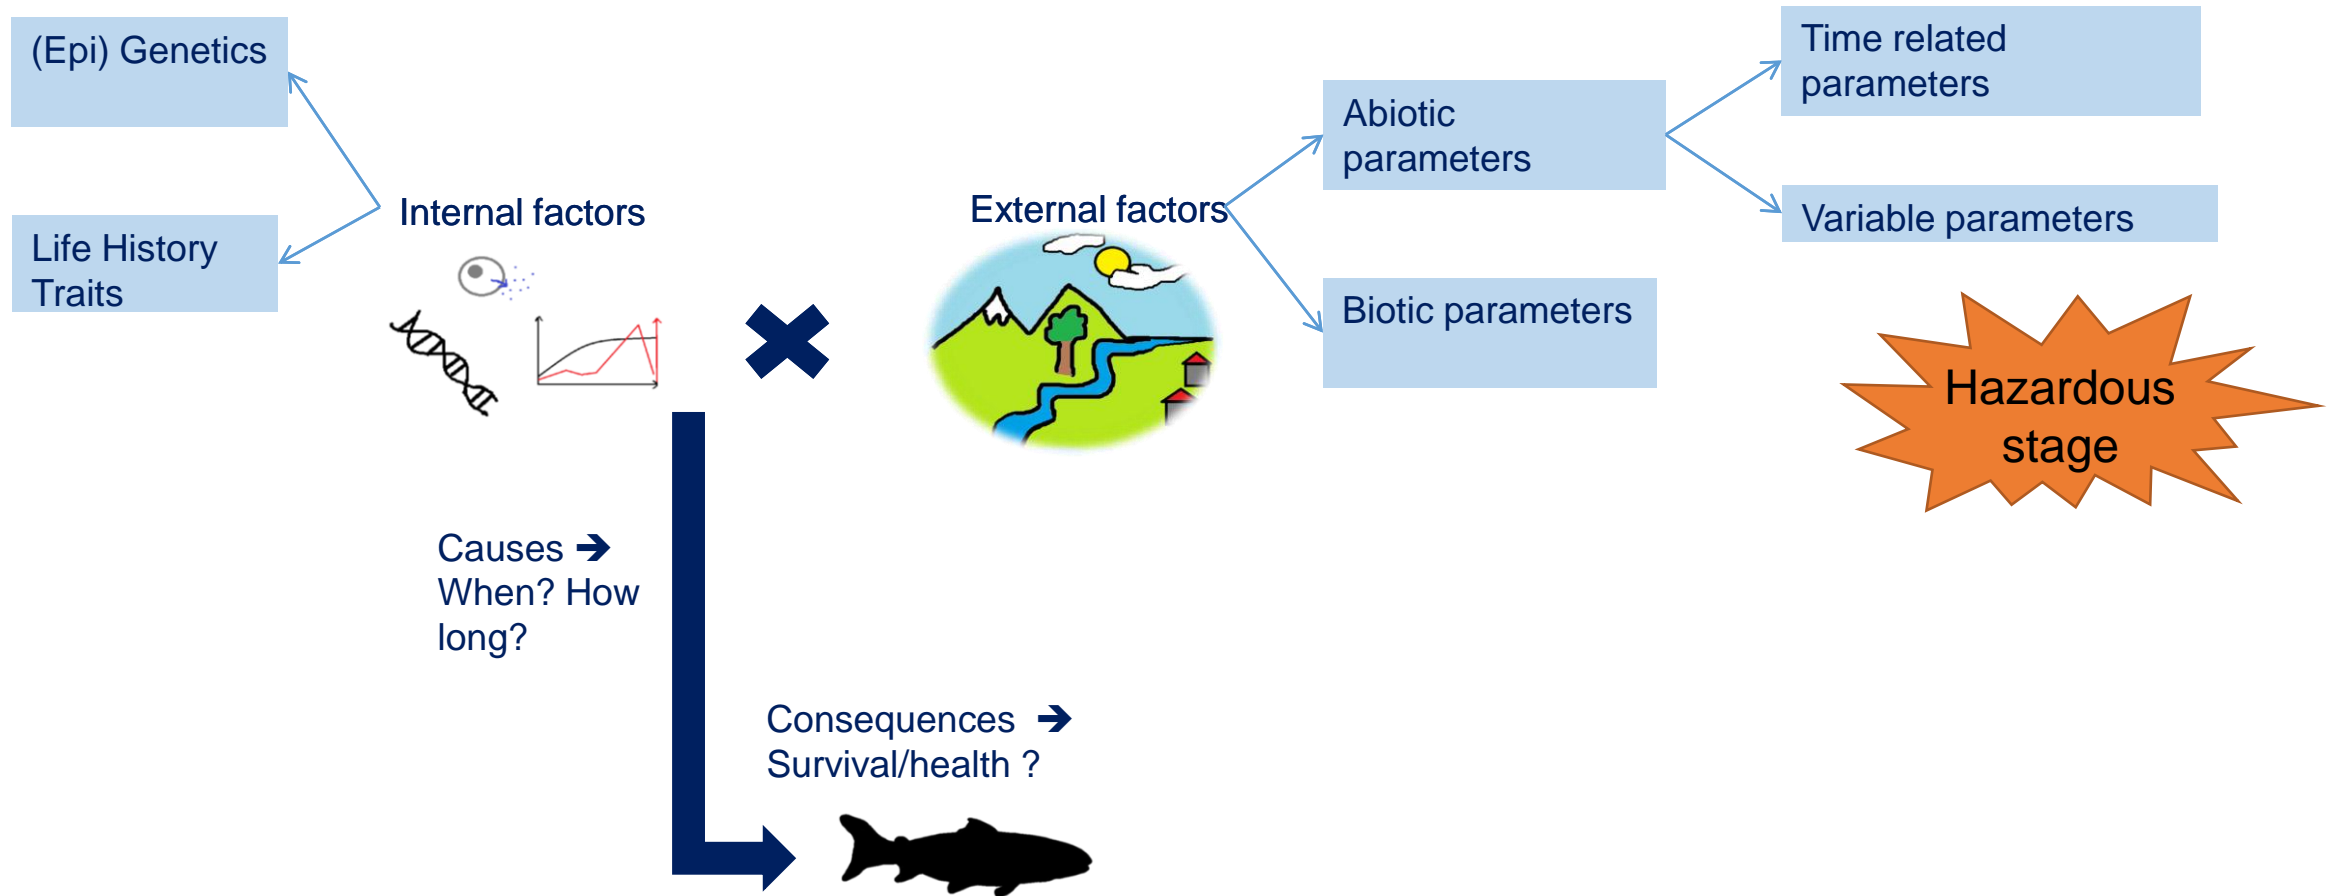 (Epi) Genetics
Life History
Traits
Internal factors
External factors
Abiotic
parameters
Biotic parameters
Time related
parameters
Variable parameters
Hazardous
stage
Causes ➔
When? How
long?
Consequences ➔
Survival/health ?